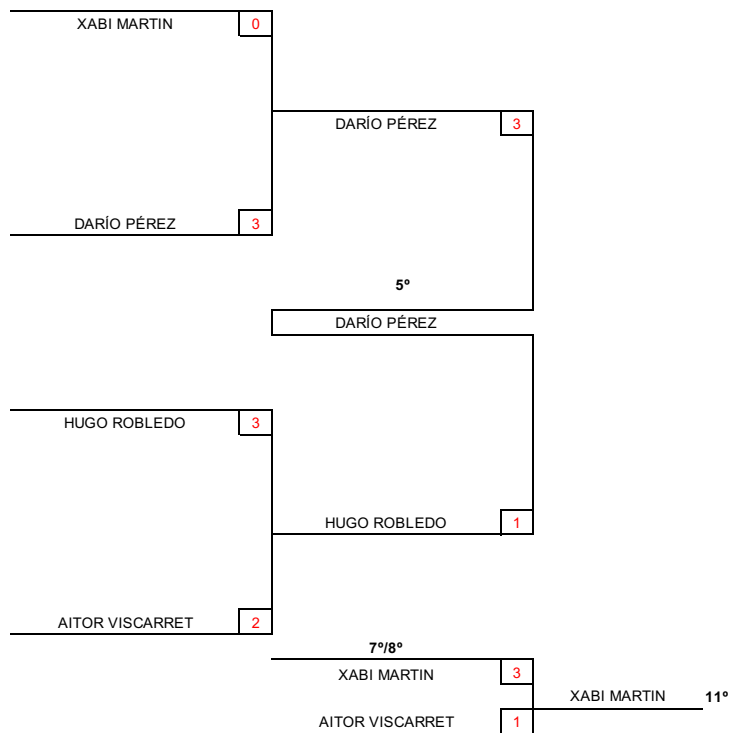 XABI MARTIN 0
DARÍO PÉREZ 3
DARÍO PÉREZ 3
5º
DARÍO PÉREZ
HUGO ROBLEDO 3
HUGO ROBLEDO 1
AITOR VISCARRET 2
7º/8º
XABI MARTIN 3
XABI MARTIN 11º
AITOR VISCARRET 1